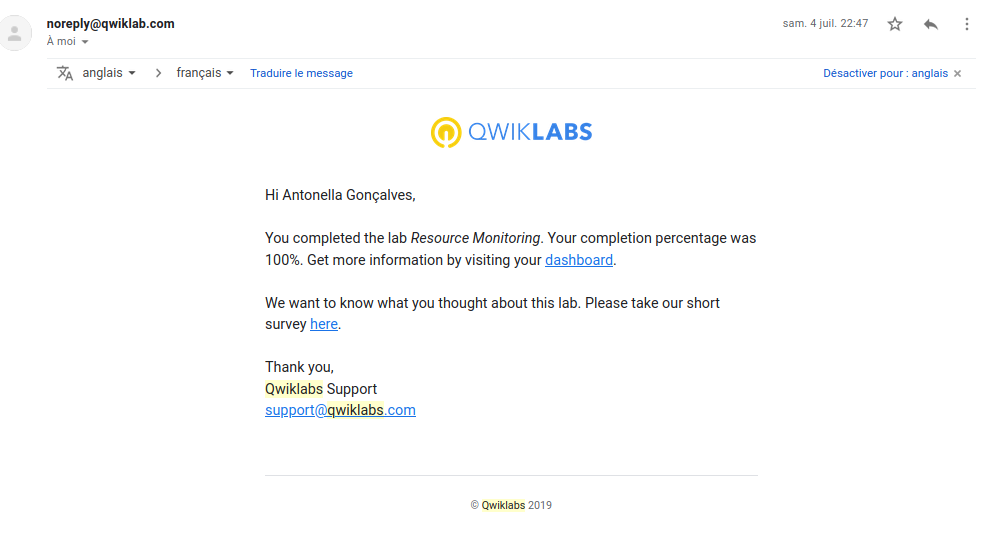 noreply@qwiklab.com
sam. 4 juil. 22:47
À moi
anglais > français Traduire le message
Désactiver pour : anglais ×
QWIKLABS
Hi Antonella Gonçalves,
You completed the lab Resource Monitoring. Your completion percentage was
100%. Get more information by visiting your dashboard.
We want to know what you thought about this lab. Please take our short
survey here.
Thank you,
Qwiklabs Support
support@qwiklabs.com
© Qwiklabs 2019